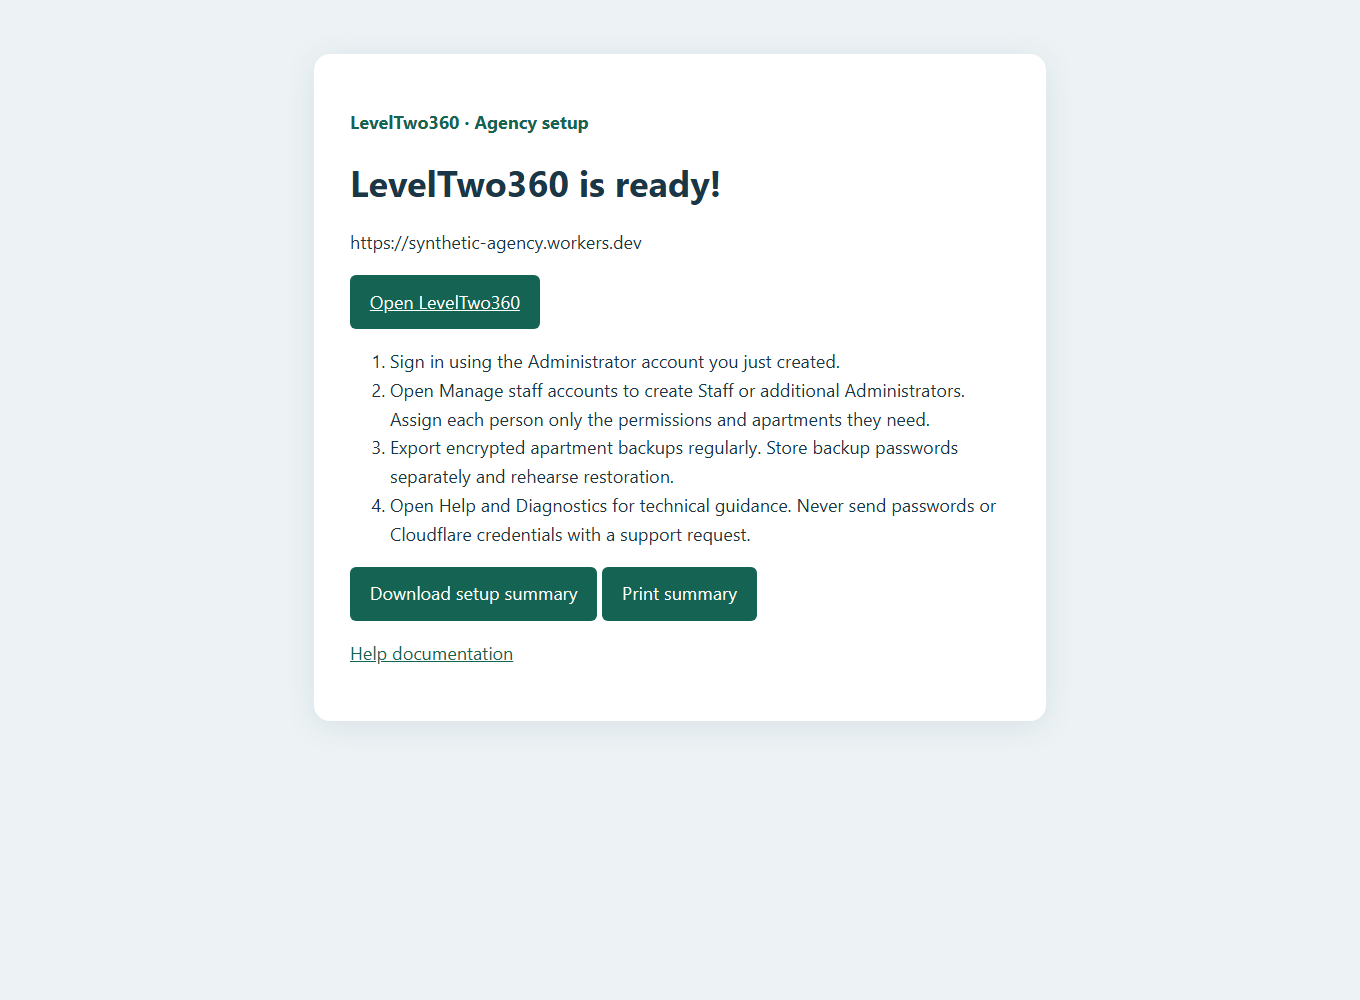 LevelTwo360 · Agency setup
LevelTwo360 is ready!
https://synthetic-agency.workers.dev
Open LevelTwo360
1. Sign in using the Administrator account you just created.
2. Open Manage staff accounts to create Staff or additional Administrators.
Assign each person only the permissions and apartments they need.
3. Export encrypted apartment backups regularly. Store backup passwords
separately and rehearse restoration.
4. Open Help and Diagnostics for technical guidance. Never send passwords or
Cloudflare credentials with a support request.
Download setup summary
Print summary
Help documentation